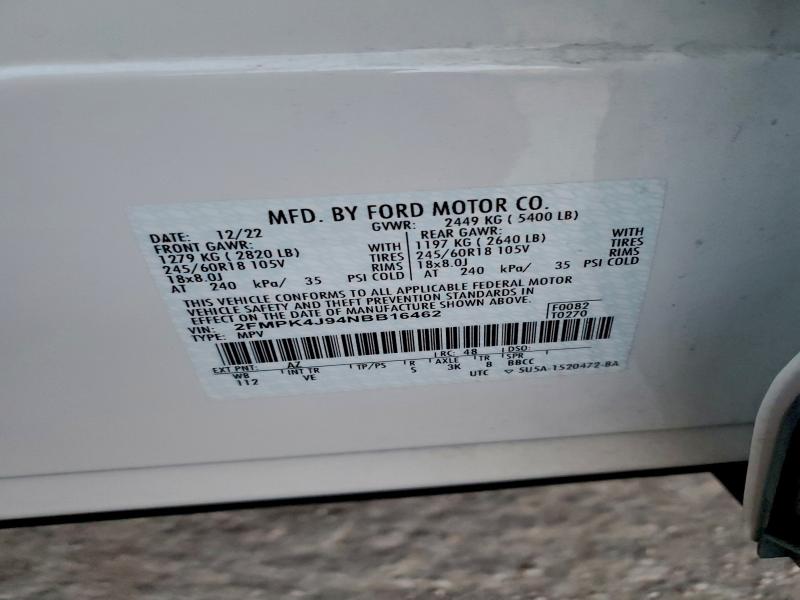 MFD. BY FORD MOTOR CO.
DATE: 12/22 GVWR: 2449 KG ( 5400 LB)
FRONT GAWR: REAR GAWR:
1279 KG ( 2820 LB) WITH 1197 KG ( 2640 LB) WITH
245/60R18 105V TIRES 245/60R18 105V TIRES
18x8.0J RIMS 18x8.0J RIMS
AT 240 kPa/ 35 PSI COLD AT 240 kPa/ 35 PSI COLD
THIS VEHICLE CONFORMS TO ALL APPLICABLE FEDERAL MOTOR
VEHICLE SAFETY AND THEFT PREVENTION STANDARDS IN
EFFECT ON THE DATE OF MANUFACTURE SHOWN ABOVE.
VIN: 2FMPK4J94NBB16462 F0082
TYPE: MPV T0270
LRC: 48 DSO:
EXT PNT: AZ
WB INT TR TP/PS R AXLE TR SPR
112 VE 5 3K 8 BBCC
UTC ▽ SU5A-1520472-BA